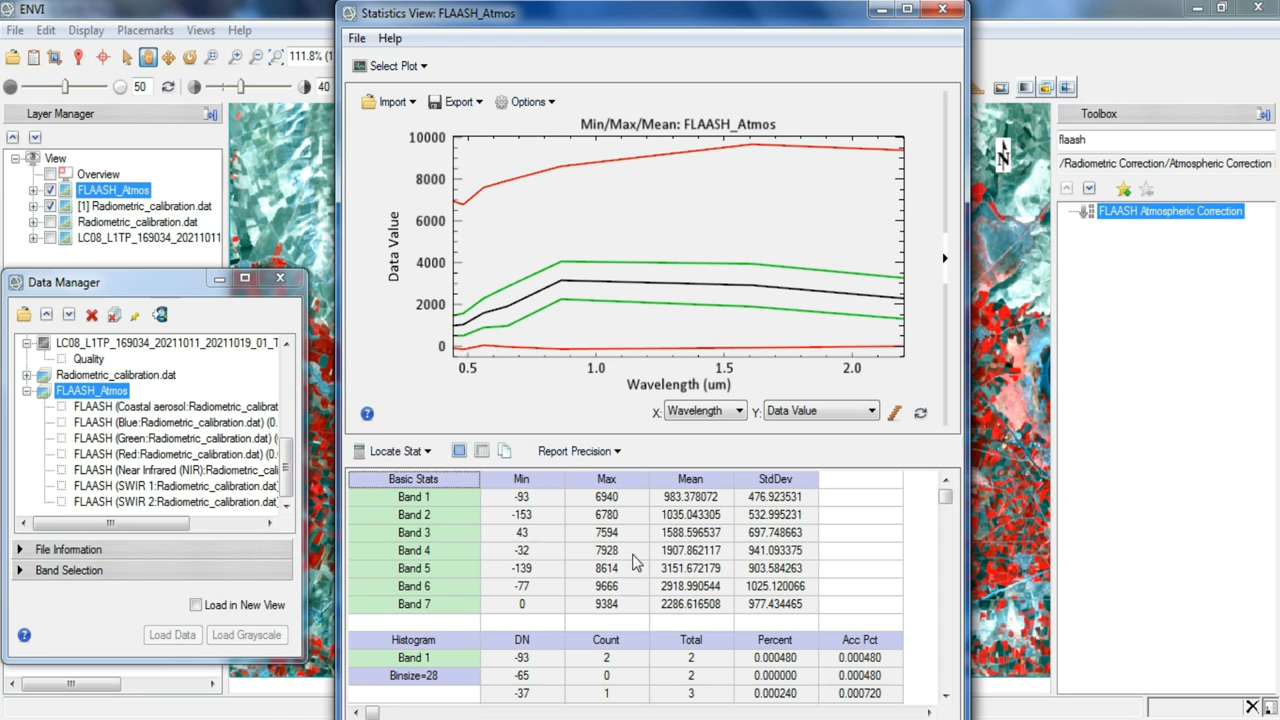 ENVI
File Edit Display Placemarks Views Help
111.8% (1
50
40
Layer Manager
View
Overview
FLAASH_Atmos
[1] Radiometric_calibration.dat
Radiometric_calibration.dat
LC08_L1TP_169034_20211011
Data Manager
LC08_L1TP_169034_20211011_20211019_01_T
Quality
Radiometric_calibration.dat
FLAASH_Atmos
FLAASH (Coastal aerosol:Radiometric_calibrat
FLAASH (Blue:Radiometric_calibration.dat) (0.
FLAASH (Green:Radiometric_calibration.dat) (
FLAASH (Red:Radiometric_calibration.dat) (0.
FLAASH (Near Infrared (NIR):Radiometric_cali
FLAASH (SWIR 1:Radiometric_calibration.dat)
FLAASH (SWIR 2:Radiometric_calibration.dat)
File Information
Band Selection
Load in New View
Load Data Load Grayscale
Statistics View: FLAASH_Atmos
File Help
Select Plot
Import Export Options
Min/Max/Mean: FLAASH_Atmos
10000
8000
6000
4000
2000
0
Data Value
0.5 1.0 1.5 2.0
Wavelength (um)
X: Wavelength Y: Data Value
Locate Stat Report Precision
Basic Stats Min Max Mean StdDev
Band 1 -93 6940 983.378072 476.923531
Band 2 -153 6780 1035.043305 532.995231
Band 3 43 7594 1588.596537 697.748663
Band 4 -32 7928 1907.862117 941.093375
Band 5 -139 8614 3151.672179 903.584263
Band 6 -77 9666 2918.990544 1025.120066
Band 7 0 9384 2286.616508 977.434465
Histogram DN Count Total Percent Acc Pct
Band 1 -93 2 2 0.000480 0.000480
Binsize=28 -65 0 2 0.000000 0.000480
-37 1 3 0.000240 0.000720
N
Toolbox
flaash
/Radiometric Correction/Atmospheric Correction
FLAASH Atmospheric Correction